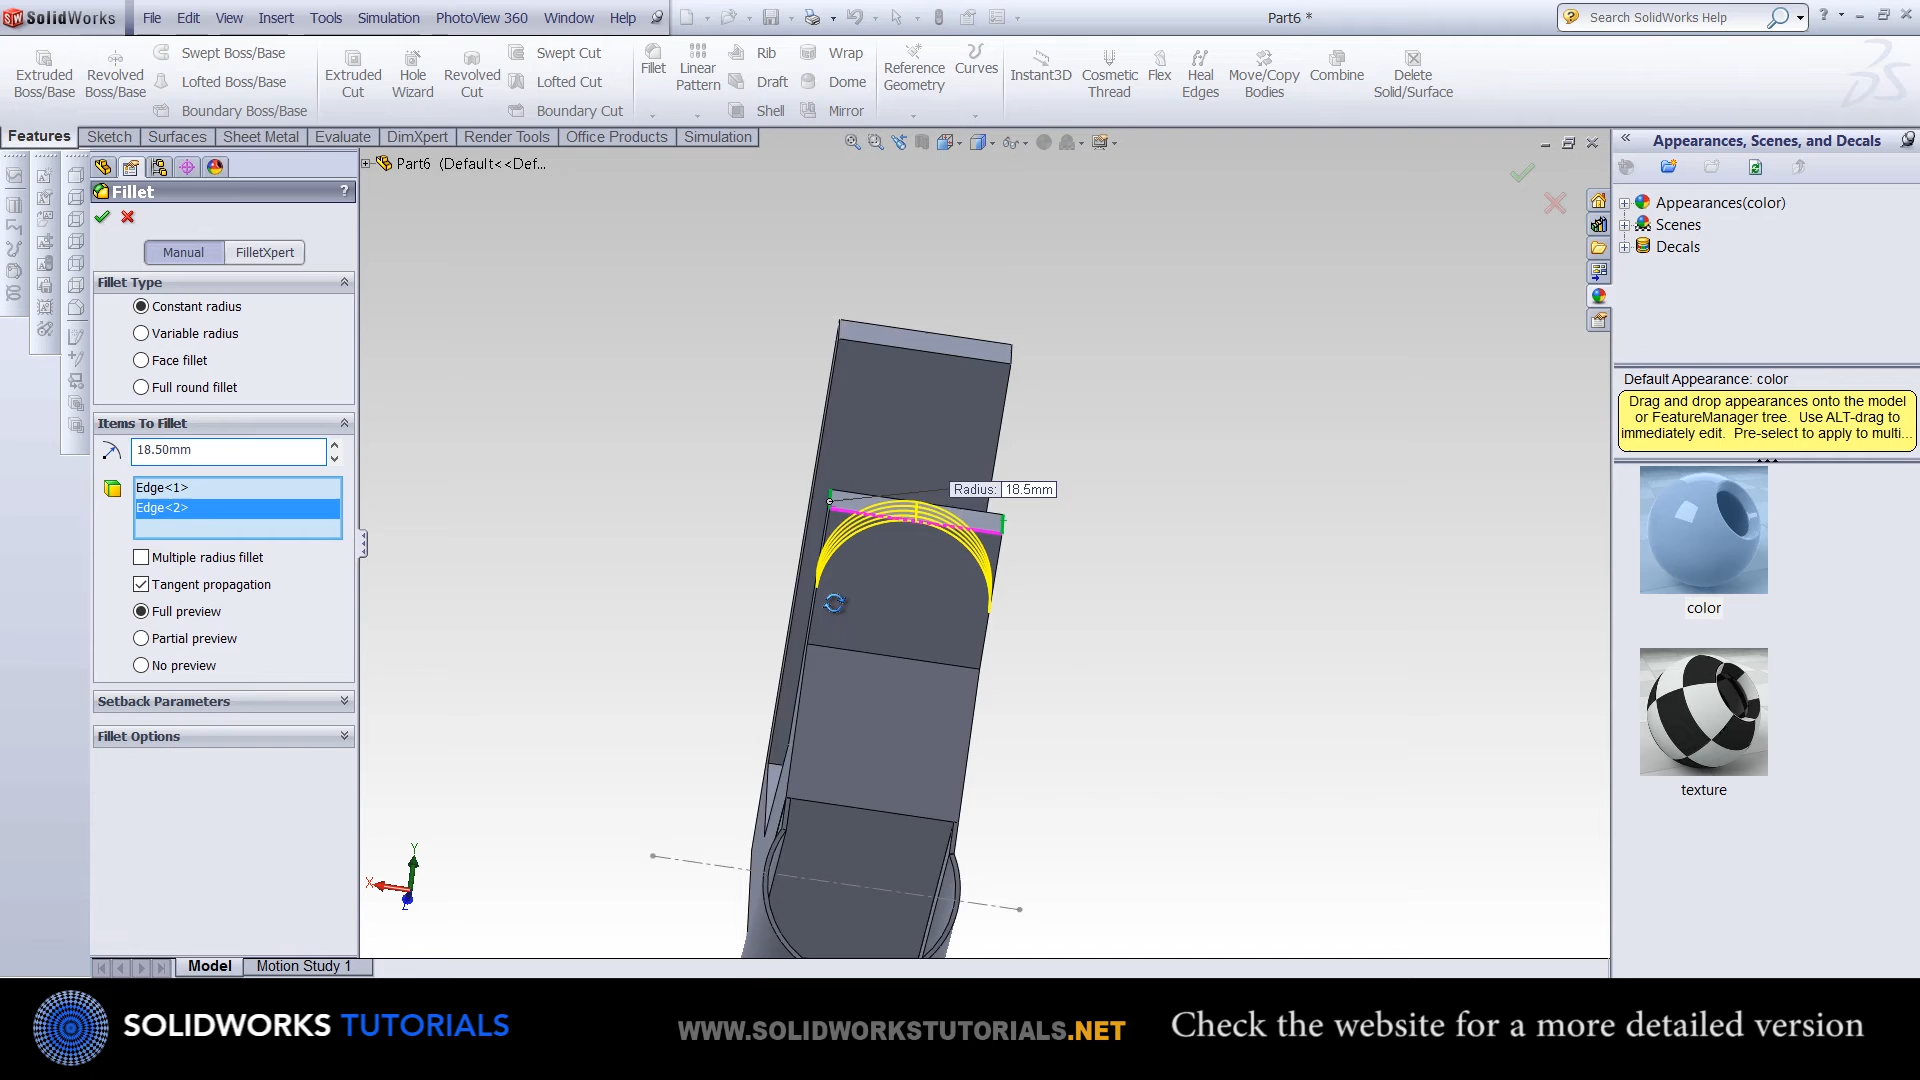 SolidWorks File Edit View Insert Tools Simulation PhotoView 360 Window Help Part6 * Search SolidWorks Help ?
Extruded Boss/Base
Revolved Boss/Base
Swept Boss/Base
Lofted Boss/Base
Boundary Boss/Base
Extruded Cut
Hole Wizard
Revolved Cut
Swept Cut
Lofted Cut
Boundary Cut
Fillet
Linear Pattern
Rib
Draft
Shell
Wrap
Dome
Mirror
Reference Geometry
Curves
Instant3D
Cosmetic Thread
Flex
Heal Edges
Move/Copy Bodies
Combine
Delete Solid/Surface
Features Sketch Surfaces Sheet Metal Evaluate DimXpert Render Tools Office Products Simulation
Part6 (Default<<Def...
Fillet ?
Manual FilletXpert
Fillet Type
Constant radius
Variable radius
Face fillet
Full round fillet
Items To Fillet
18.50mm
Edge<1>
Edge<2>
Multiple radius fillet
Tangent propagation
Full preview
Partial preview
No preview
Setback Parameters
Fillet Options
Radius: 18.5mm
Y
X
Z
Model Motion Study 1
Appearances, Scenes, and Decals
Appearances(color)
Scenes
Decals
Default Appearance: color
Drag and drop appearances onto the model
or FeatureManager tree. Use ALT-drag to
immediately edit. Pre-select to apply to multi...
color
texture
SOLIDWORKS TUTORIALS WWW.SOLIDWORKSTUTORIALS.NET Check the website for a more detailed version